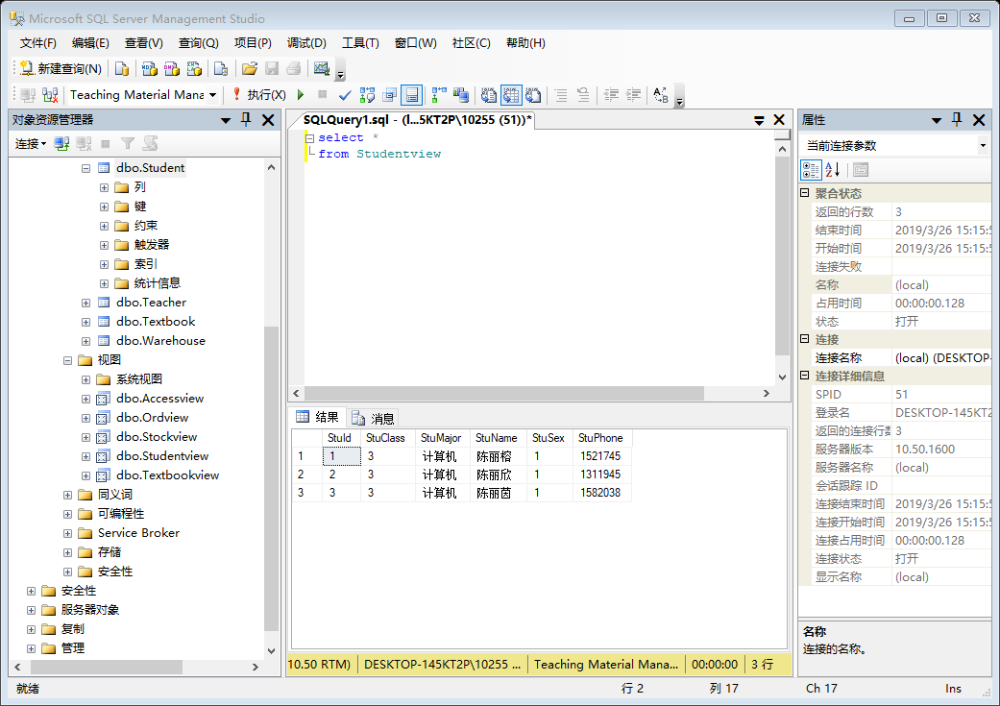 Microsoft SQL Server Management Studio
文件(F) 编辑(E) 查看(V) 查询(Q) 项目(P) 调试(D) 工具(T) 窗口(W) 社区(C) 帮助(H)
新建查询(N)
Teaching Material Mana 执行(X)
对象资源管理器
连接
dbo.Student
列
键
约束
触发器
索引
统计信息
dbo.Teacher
dbo.Textbook
dbo.Warehouse
视图
系统视图
dbo.Accessview
dbo.Ordview
dbo.Stockview
dbo.Studentview
dbo.Textbookview
同义词
可编程性
Service Broker
存储
安全性
安全性
服务器对象
复制
管理
SQLQuery1.sql - (l...5KT2P\10255 (51))*
select *
from Studentview
结果 消息
StuId StuClass StuMajor StuName StuSex StuPhone
1 1 3 计算机 陈丽榕 1 1521745
2 2 3 计算机 陈丽欣 1 1311945
3 3 3 计算机 陈丽茵 1 1582038
10.50 RTM) DESKTOP-145KT2P\10255 ... Teaching Material Mana... 00:00:00 3 行
属性
当前连接参数
聚合状态
返回的行数 3
结束时间 2019/3/26 15:15:5
开始时间 2019/3/26 15:15:5
连接失败
名称 (local)
占用时间 00:00:00.128
状态 打开
连接
连接名称 (local) (DESKTOP-
连接详细信息
SPID 51
登录名 DESKTOP-145KT2
返回的连接行数 3
服务器版本 10.50.1600
服务器名称 (local)
会话跟踪 ID
连接结束时间 2019/3/26 15:15:5
连接开始时间 2019/3/26 15:15:5
连接占用时间 00:00:00.128
连接状态 打开
显示名称 (local)
名称
连接的名称。
就绪 行 2 列 17 Ch 17 Ins